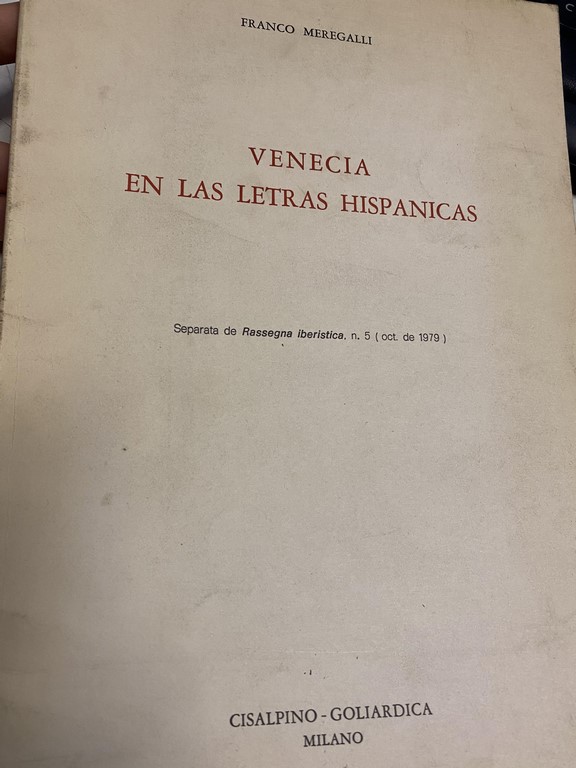 FRANCO MEREGALLI
VENECIA
EN LAS LETRAS HISPANICAS
Separata de Rassegna iberistica, n. 5 ( oct. de 1979 )
CISALPINO - GOLIARDICA
MILANO